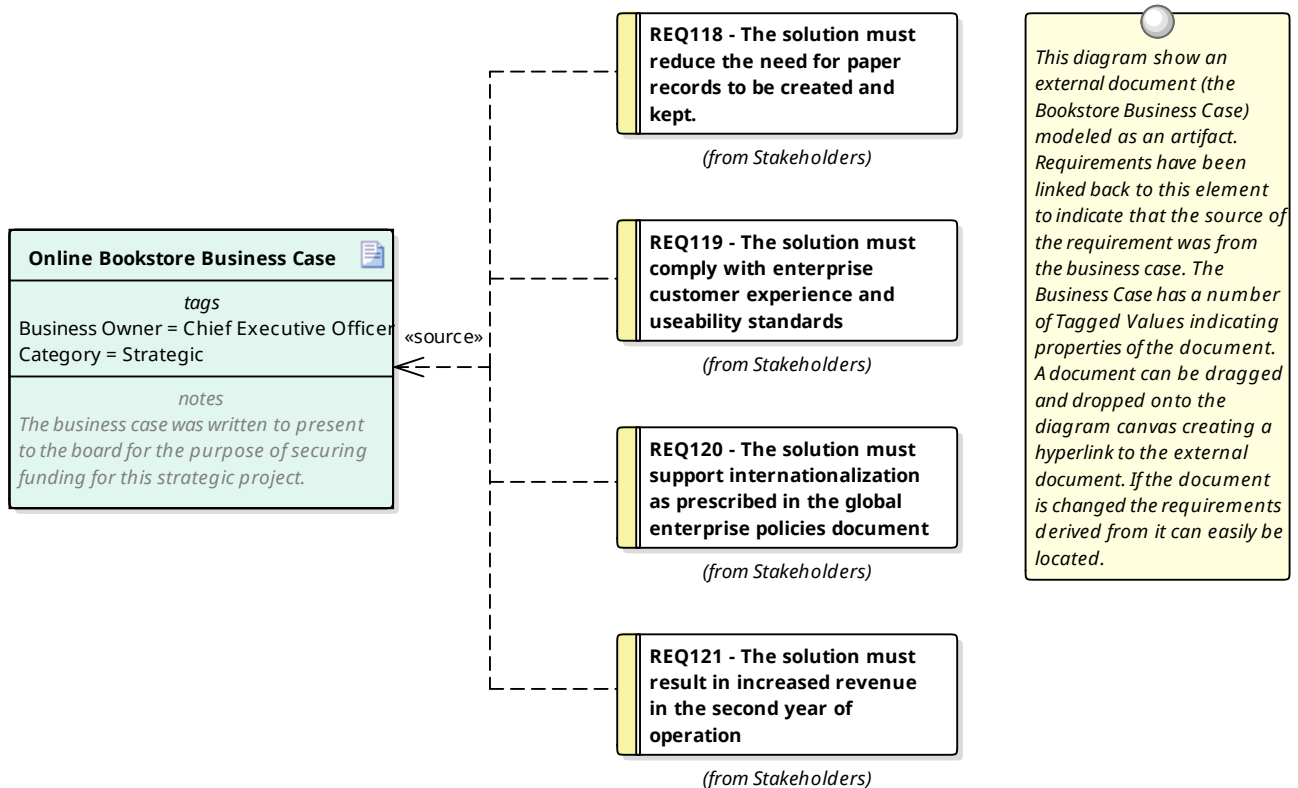 Online Bookstore Business Case
tags
Business Owner = Chief Executive Officer
Category = Strategic
notes
The business case was written to present
to the board for the purpose of securing
funding for this strategic project.
«source»
REQ118 - The solution must
reduce the need for paper
records to be created and
kept.
(from Stakeholders)
REQ119 - The solution must
comply with enterprise
customer experience and
useability standards
(from Stakeholders)
REQ120 - The solution must
support internationalization
as prescribed in the global
enterprise policies document
(from Stakeholders)
REQ121 - The solution must
result in increased revenue
in the second year of
operation
(from Stakeholders)
This diagram show an
external document (the
Bookstore Business Case)
modeled as an artifact.
Requirements have been
linked back to this element
to indicate that the source of
the requirement was from
the business case. The
Business Case has a number
of Tagged Values indicating
properties of the document.
A document can be dragged
and dropped onto the
diagram canvas creating a
hyperlink to the external
document. If the document
is changed the requirements
derived from it can easily be
located.